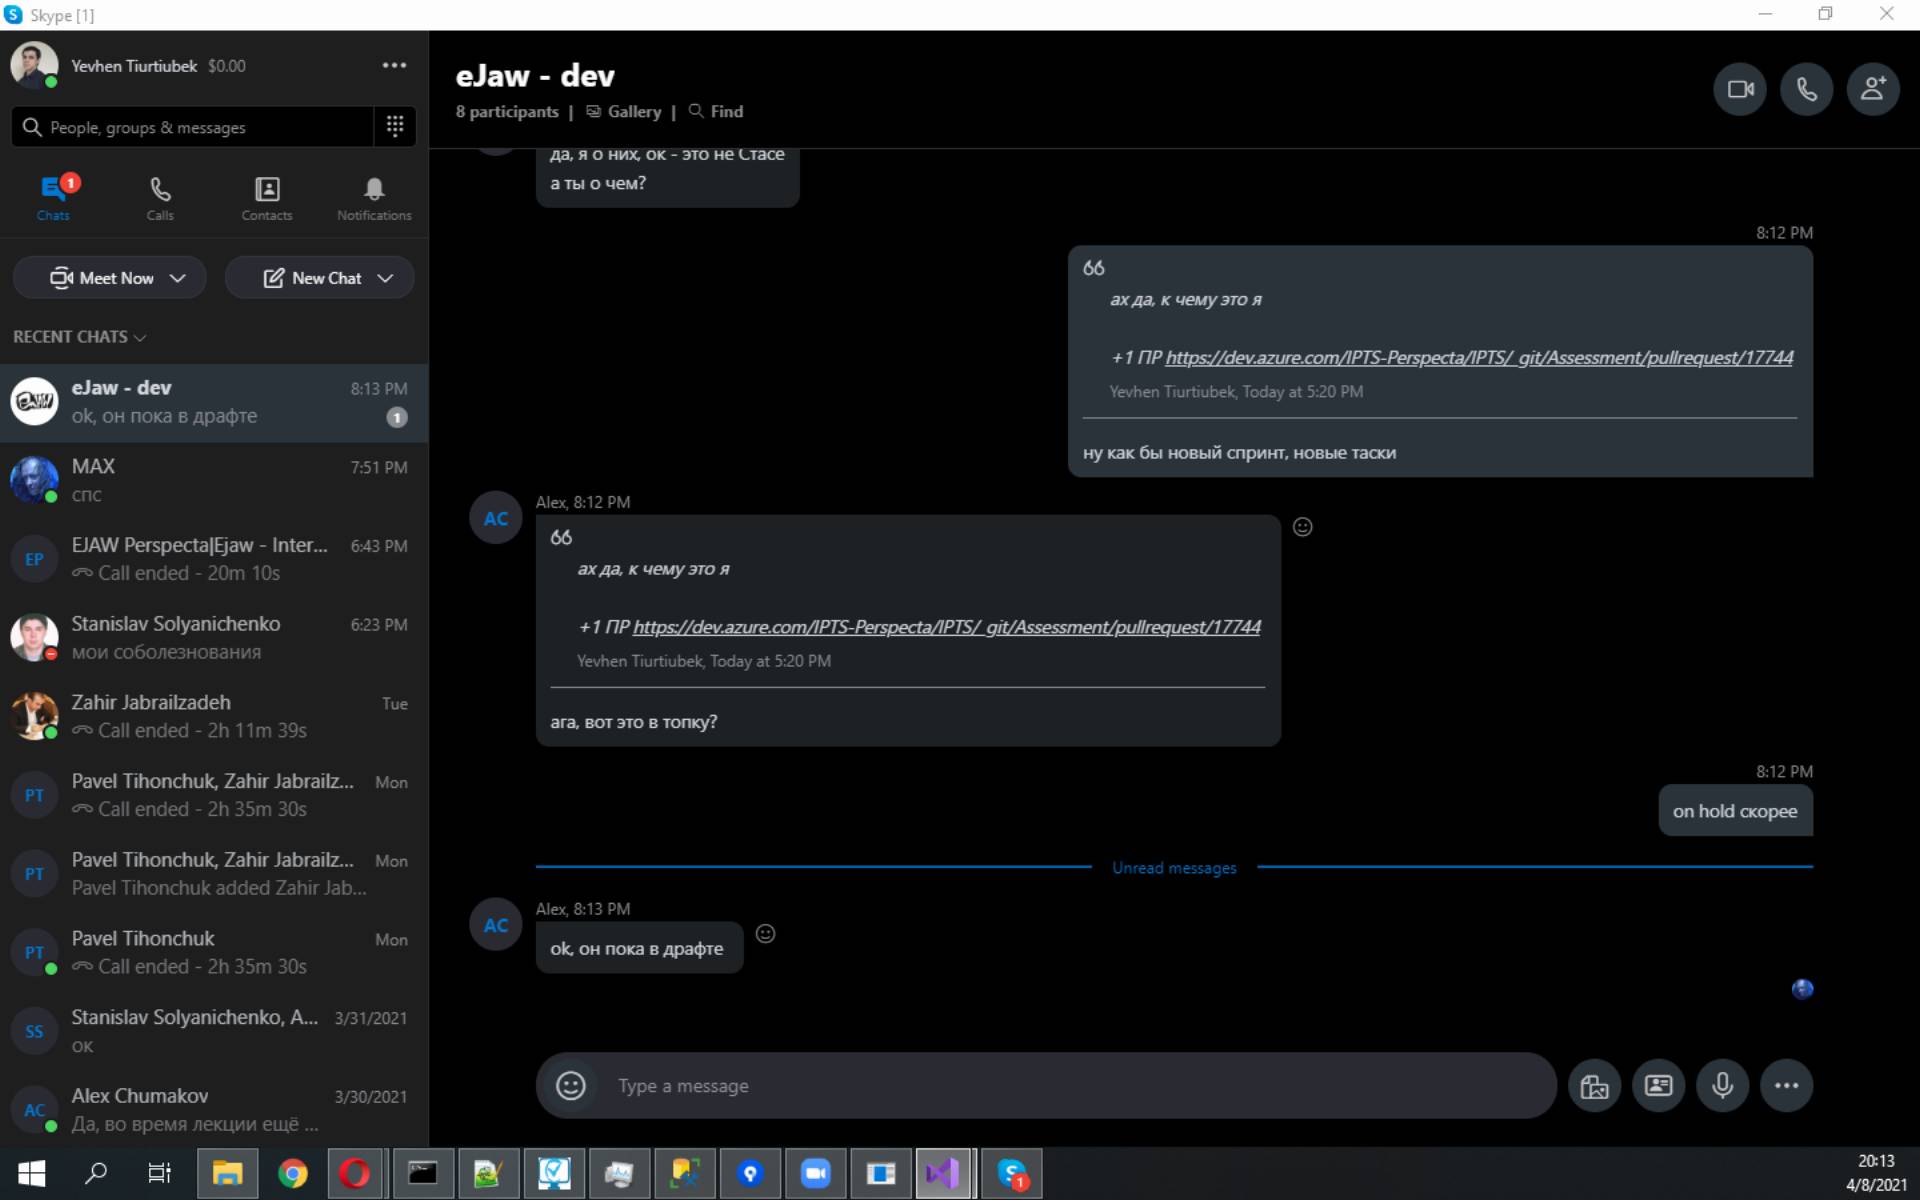 Skype [1]
Yevhen Tiurtiubek $0.00
People, groups & messages
1
Chats
Calls
Contacts
Notifications
Meet Now
New Chat
RECENT CHATS
eJaw - dev 8:13 PM
ok, он пока в драфте 1
MAX 7:51 PM
спс
EP
EJAW Perspecta|Ejaw - Inter... 6:43 PM
Call ended - 20m 10s
Stanislav Solyanichenko 6:23 PM
мои соболезнования
Zahir Jabrailzadeh Tue
Call ended - 2h 11m 39s
PT
Pavel Tihonchuk, Zahir Jabrailz... Mon
Call ended - 2h 35m 30s
PT
Pavel Tihonchuk, Zahir Jabrailz... Mon
Pavel Tihonchuk added Zahir Jab...
PT
Pavel Tihonchuk Mon
Call ended - 2h 35m 30s
SS
Stanislav Solyanichenko, A... 3/31/2021
ок
AC
Alex Chumakov 3/30/2021
Да, во время лекции ещё ...
eJaw - dev
8 participants | Gallery | Find
да, я о них, ок - это не Стасе
а ты о чем?
8:12 PM
ах да, к чему это я
+1 ПР https://dev.azure.com/IPTS-Perspecta/IPTS/_git/Assessment/pullrequest/17744
Yevhen Tiurtiubek, Today at 5:20 PM
ну как бы новый спринт, новые таски
AC
Alex, 8:12 PM
ах да, к чему это я
+1 ПР https://dev.azure.com/IPTS-Perspecta/IPTS/_git/Assessment/pullrequest/17744
Yevhen Tiurtiubek, Today at 5:20 PM
ага, вот это в топку?
8:12 PM
on hold скорее
Unread messages
AC
Alex, 8:13 PM
ok, он пока в драфте
Type a message
1
20:13
4/8/2021